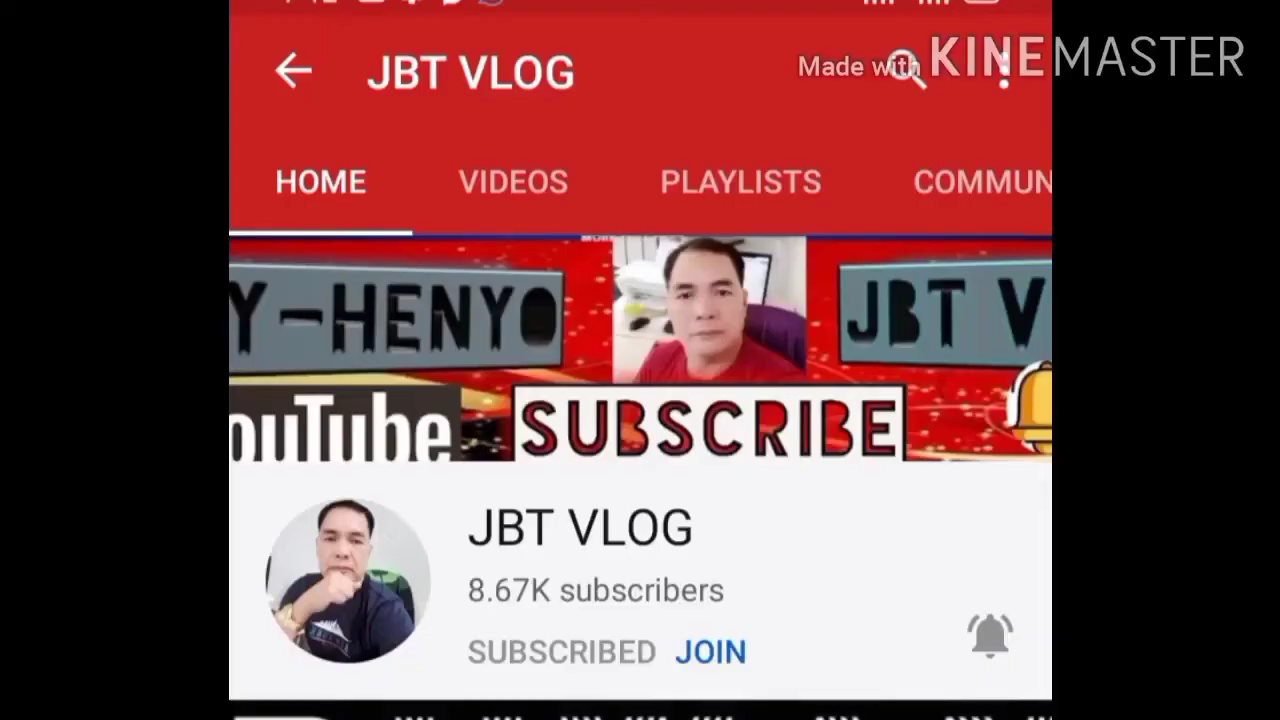 JBT VLOG
Made with KINEMASTER
HOME VIDEOS PLAYLISTS COMMUN
Y-HENYO
JBT V
ouTube SUBSCRIBE
JBT VLOG
8.67K subscribers
SUBSCRIBED JOIN